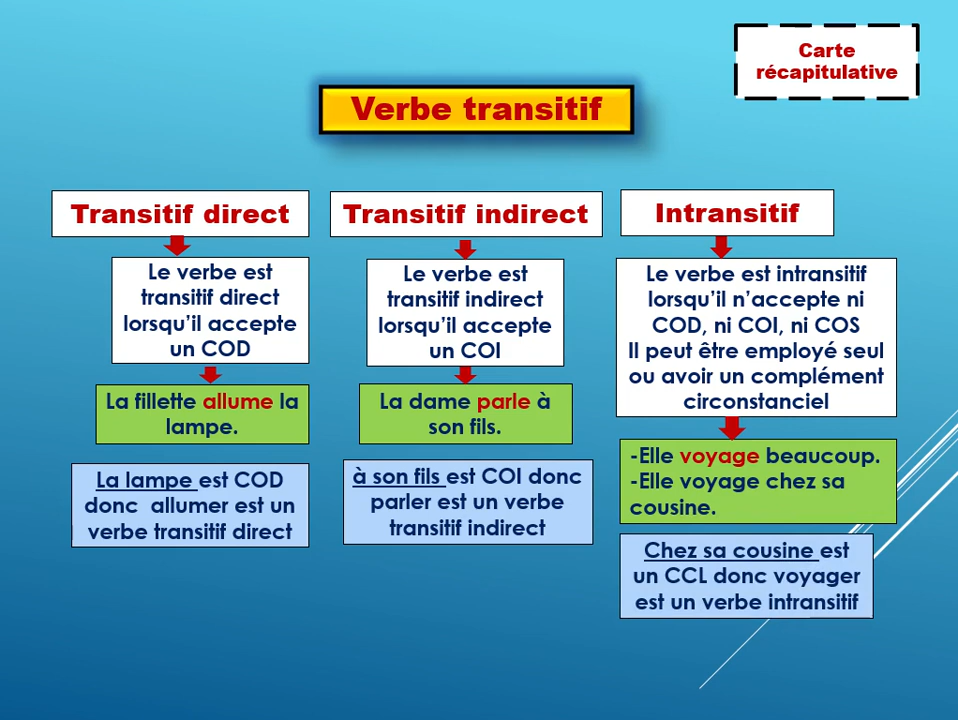 Carte
récapitulative
Verbe transitif
Transitif direct
Le verbe est
transitif direct
lorsqu'il accepte
un COD
La fillette allume la
lampe.
La lampe est COD
donc allumer est un
verbe transitif direct
Transitif indirect
Le verbe est
transitif indirect
lorsqu'il accepte
un COI
La dame parle à
son fils.
à son fils est COI donc
parler est un verbe
transitif indirect
Intransitif
Le verbe est intransitif
lorsqu'il n'accepte ni
COD, ni COI, ni COS
Il peut être employé seul
ou avoir un complément
circonstanciel
-Elle voyage beaucoup.
-Elle voyage chez sa
cousine.
Chez sa cousine est
un CCL donc voyager
est un verbe intransitif